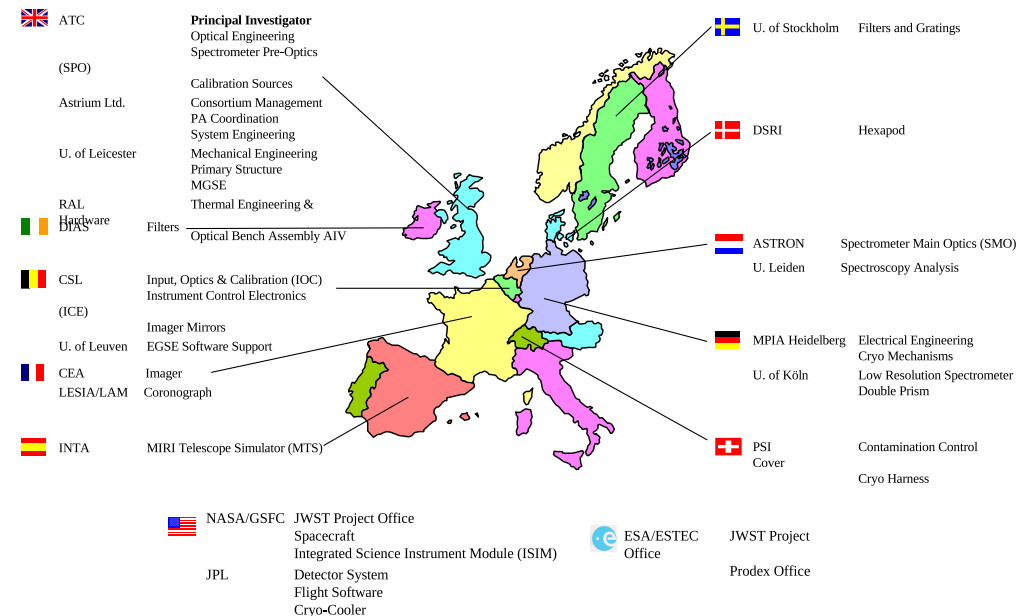 ATC Principal Investigator
Optical Engineering
Spectrometer Pre-Optics
(SPO)
Calibration Sources
Astrium Ltd. Consortium Management
PA Coordination
System Engineering
U. of Leicester Mechanical Engineering
Primary Structure
MGSE
RAL Thermal Engineering &
Hardware
Optical Bench Assembly AIV
DIAS Filters
CSL Input, Optics & Calibration (IOC)
Instrument Control Electronics
(ICE)
Imager Mirrors
U. of Leuven EGSE Software Support
CEA Imager
LESIA/LAM Coronograph
INTA MIRI Telescope Simulator (MTS)
U. of Stockholm Filters and Gratings
DSRI Hexapod
ASTRON Spectrometer Main Optics (SMO)
U. Leiden Spectroscopy Analysis
MPIA Heidelberg Electrical Engineering
Cryo Mechanisms
U. of Köln Low Resolution Spectrometer
Double Prism
PSI Contamination Control
Cover
Cryo Harness
NASA/GSFC JWST Project Office
Spacecraft
Integrated Science Instrument Module (ISIM)
JPL Detector System
Flight Software
Cryo-Cooler
ESA/ESTEC JWST Project
Office
Prodex Office